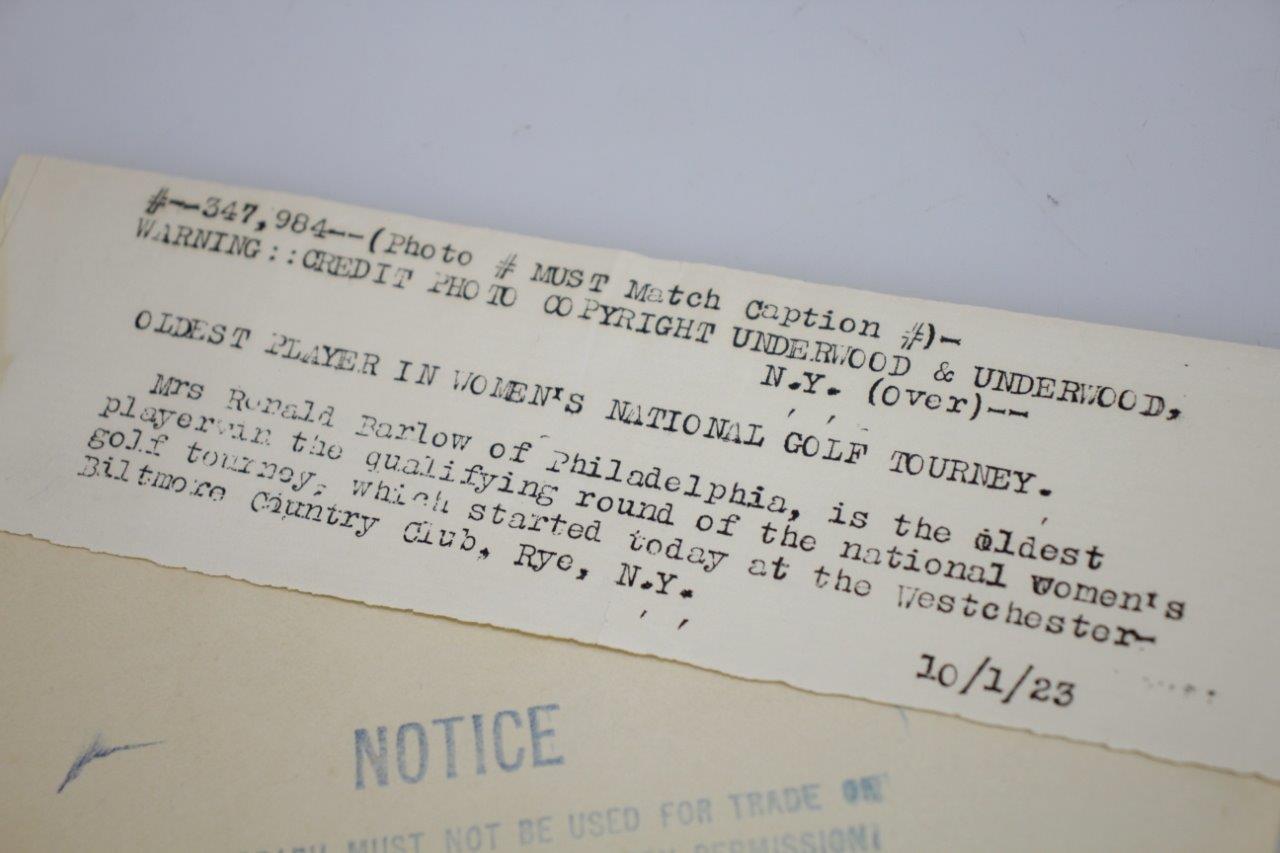 #--347,984--(Photo # MUST Match Caption #)-
WARNING::CREDIT PHOTO COPYRIGHT UNDERWOOD & UNDERWOOD,
N.Y. (Over)--
OLDEST PLAYER IN WOMEN'S NATIONAL GOLF TOURNEY.
Mrs Ronald Barlow of Philadelphia, is the oldest
player in the qualifying round of the national women's
golf tourney, which started today at the Westchester-
Biltmore Country Club, Rye, N.Y.
10/1/23
NOTICE
MUST NOT BE USED FOR TRADE OR
PERMISSION